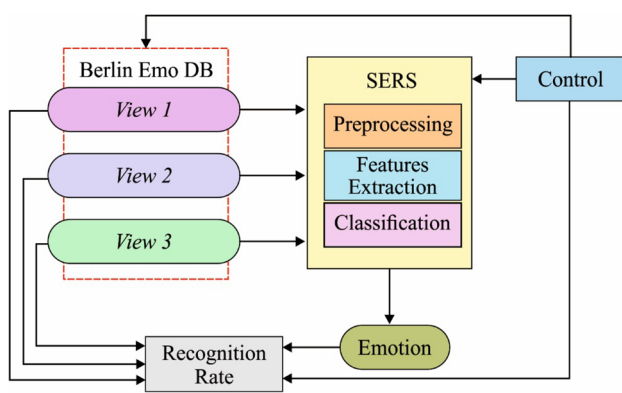 Berlin Emo DB
View 1
View 2
View 3
SERS
Preprocessing
Features
Extraction
Classification
Control
Emotion
Recognition
Rate